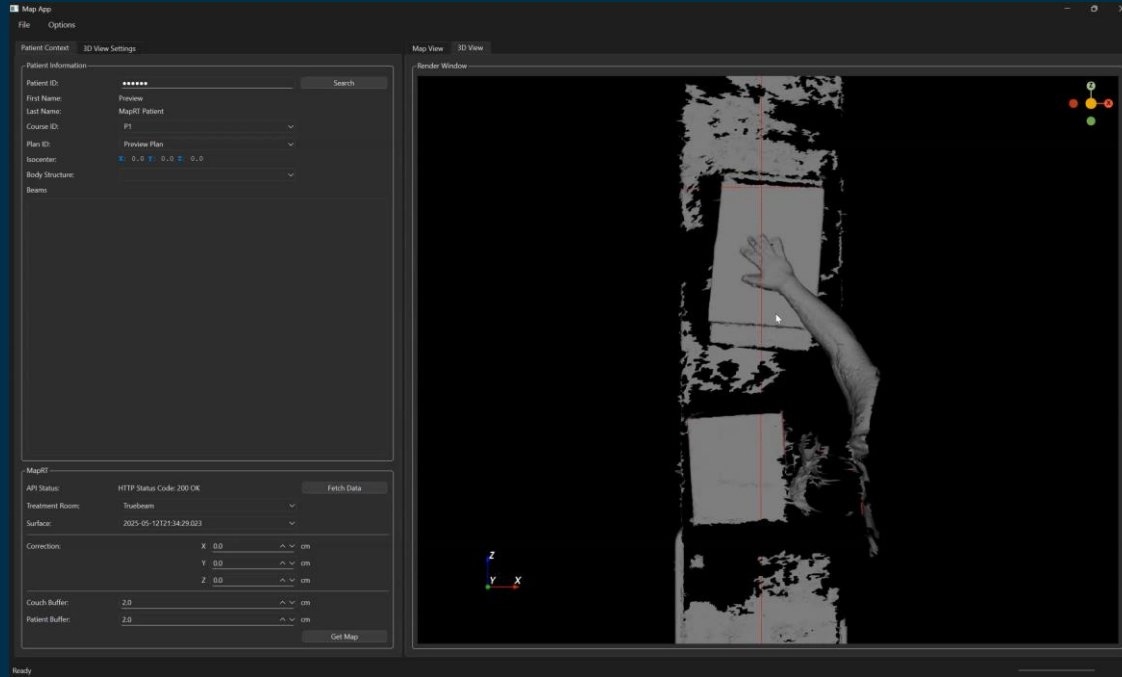 Map App
File Options
Patient Context 3D View Settings
Map View 3D View
Patient Information
Render Window
Patient ID: •••••• Search
First Name: Preview
Last Name: MapRT Patient
Course ID: P1
Plan ID: Preview Plan
Isocenter: X: 0.0 Y: 0.0 Z: 0.0
Body Structure:
Beams
Z
X
MapRT
API Status: HTTP Status Code: 200 OK Fetch Data
Treatment Room: Truebeam
Surface: 2025-05-12T21:34:29.023
Correction: X 0.0 cm
Y 0.0 cm
Z 0.0 cm
Couch Buffer: 2.0 cm
Patient Buffer: 2.0 cm
Get Map
Z
Y X
Ready